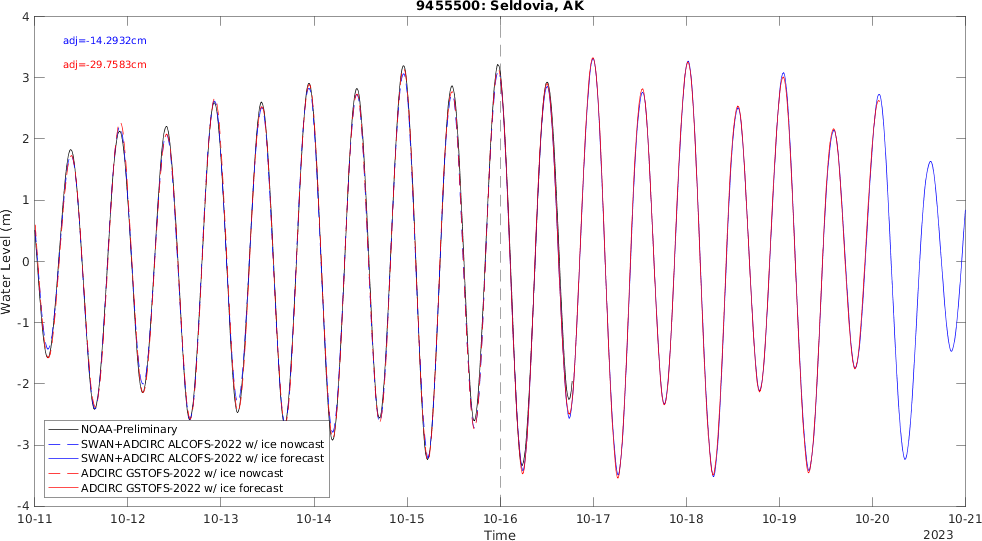 9455500: Seldovia, AK
adj=-14.2932cm
adj=-29.7583cm
Water Level (m)
4
3
2
1
0
-1
-2
-3
-4
NOAA-Preliminary
SWAN+ADCIRC ALCOFS-2022 w/ ice nowcast
SWAN+ADCIRC ALCOFS-2022 w/ ice forecast
ADCIRC GSTOFS-2022 w/ ice nowcast
ADCIRC GSTOFS-2022 w/ ice forecast
10-11 10-12 10-13 10-14 10-15 10-16 10-17 10-18 10-19 10-20 10-21
Time
2023